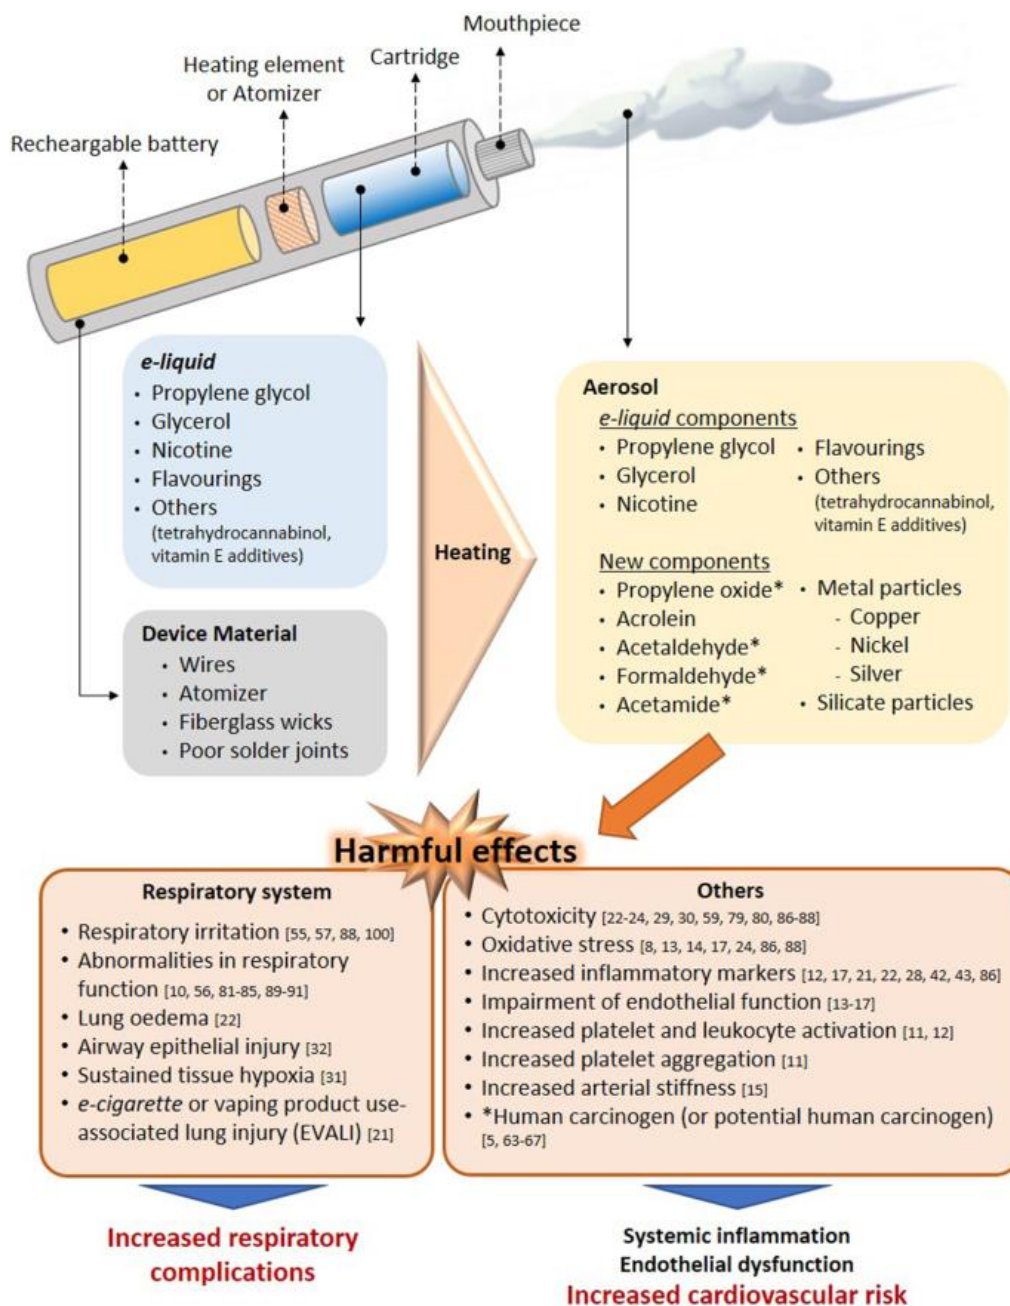 Mouthpiece
Cartridge
Heating element
or Atomizer
Recheargable battery
e-liquid
• Propylene glycol
• Glycerol
• Nicotine
• Flavourings
• Others
(tetrahydrocannabinol,
vitamin E additives)
Device Material
• Wires
• Atomizer
• Fiberglass wicks
• Poor solder joints
Heating
Aerosol
e-liquid components
• Propylene glycol
• Glycerol
• Nicotine
• Flavourings
• Others
(tetrahydrocannabinol,
vitamin E additives)
New components
• Propylene oxide*
• Acrolein
• Acetaldehyde*
• Formaldehyde*
• Acetamide*
• Metal particles
- Copper
- Nickel
- Silver
• Silicate particles
Harmful effects
Respiratory system
• Respiratory irritation [55, 57, 88, 100]
• Abnormalities in respiratory
function [10, 56, 81-85, 89-91]
• Lung oedema [22]
• Airway epithelial injury [32]
• Sustained tissue hypoxia [31]
• e-cigarette or vaping product use-
associated lung injury (EVALI) [21]
Others
• Cytotoxicity [22-24, 29, 30, 59, 79, 80, 86-88]
• Oxidative stress [8, 13, 14, 17, 24, 86, 88]
• Increased inflammatory markers [12, 17, 21, 22, 28, 42, 43, 86]
• Impairment of endothelial function [13-17]
• Increased platelet and leukocyte activation [11, 12]
• Increased platelet aggregation [11]
• Increased arterial stiffness [15]
• *Human carcinogen (or potential human carcinogen)
[5, 63-67]
Increased respiratory
complications
Systemic inflammation
Endothelial dysfunction
Increased cardiovascular risk